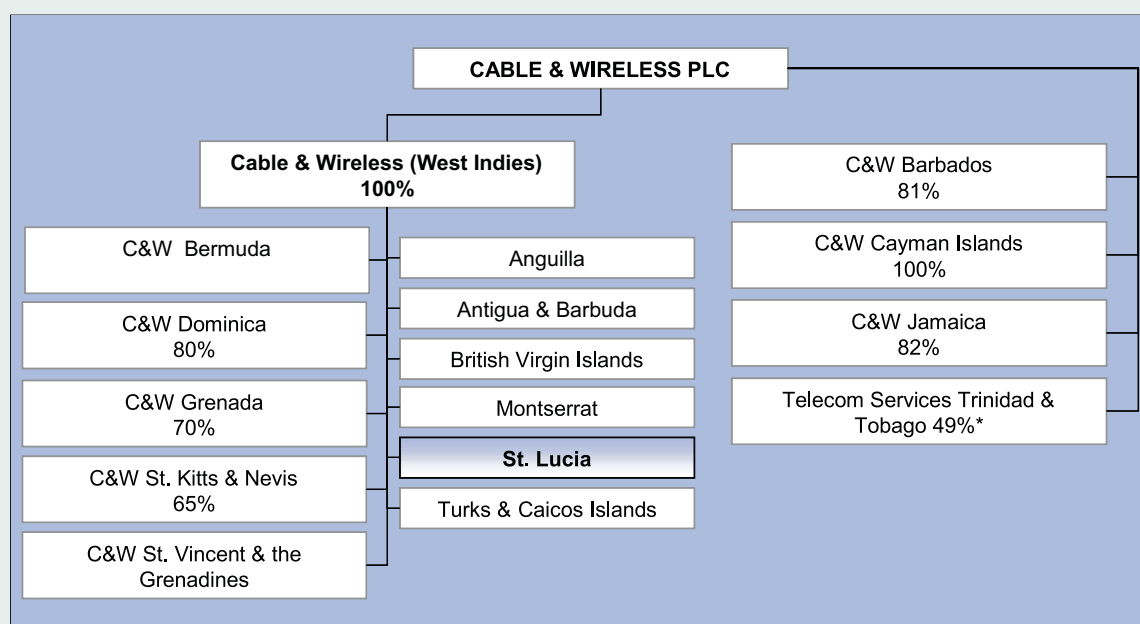 CABLE & WIRELESS PLC
Cable & Wireless (West Indies)
100%
C&W Bermuda
C&W Dominica
80%
C&W Grenada
70%
C&W St. Kitts & Nevis
65%
C&W St. Vincent & the
Grenadines
Anguilla
Antigua & Barbuda
British Virgin Islands
Montserrat
St. Lucia
Turks & Caicos Islands
C&W Barbados
81%
C&W Cayman Islands
100%
C&W Jamaica
82%
Telecom Services Trinidad &
Tobago 49%*